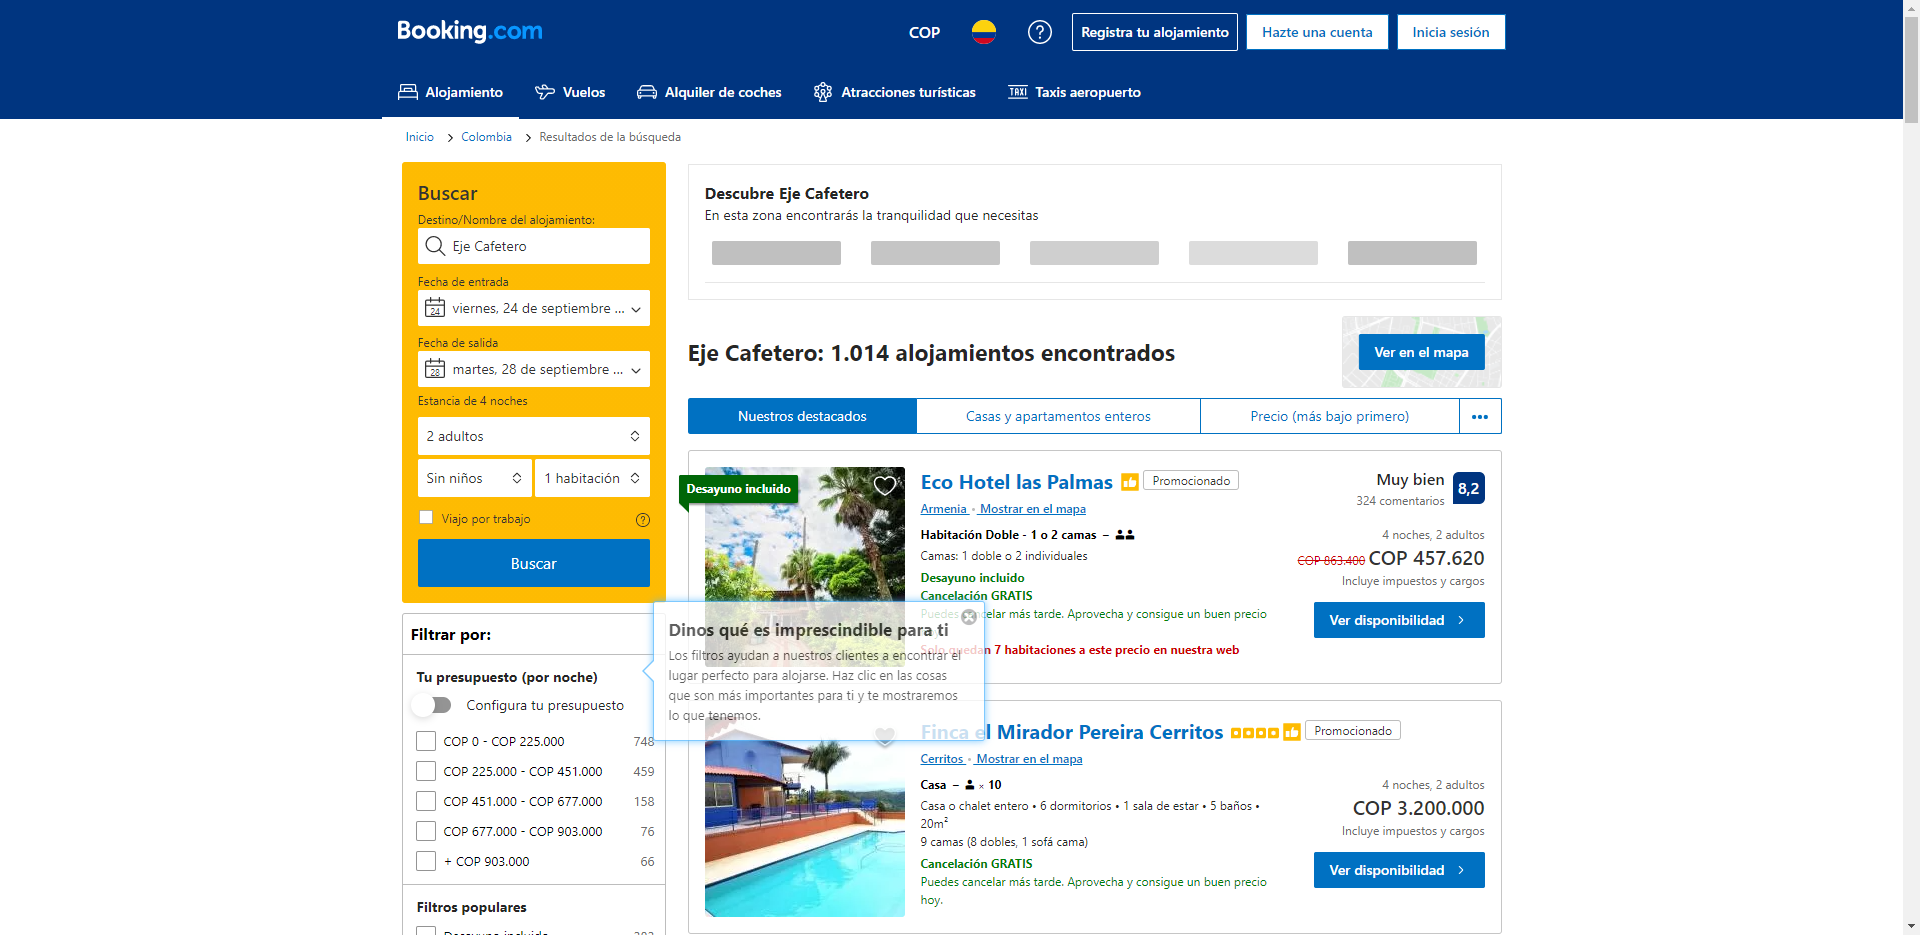 Booking.com
COP
Registra tu alojamiento
Hazte una cuenta
Inicia sesión
Alojamiento
Vuelos
Alquiler de coches
Atracciones turísticas
TAXI Taxis aeropuerto
Inicio
Colombia
Resultados de la búsqueda
Buscar
Destino/Nombre del alojamiento:
Eje Cafetero
Fecha de entrada
24 viernes, 24 de septiembre ...
Fecha de salida
28 martes, 28 de septiembre ...
Estancia de 4 noches
2 adultos
Sin niños
1 habitación
Viajo por trabajo
Buscar
Filtrar por:
Tu presupuesto (por noche)
Configura tu presupuesto
COP 0 - COP 225.000 748
COP 225.000 - COP 451.000 459
COP 451.000 - COP 677.000 158
COP 677.000 - COP 903.000 76
+ COP 903.000 66
Filtros populares
Desayuno incluido
Descubre Eje Cafetero
En esta zona encontrarás la tranquilidad que necesitas
Eje Cafetero: 1.014 alojamientos encontrados
Ver en el mapa
Nuestros destacados
Casas y apartamentos enteros
Precio (más bajo primero)
Desayuno incluido
Eco Hotel las Palmas
Promocionado
Armenia • Mostrar en el mapa
Habitación Doble - 1 o 2 camas –
Camas: 1 doble o 2 individuales
Desayuno incluido
Cancelación GRATIS
Puedes cancelar más tarde. Aprovecha y consigue un buen precio
Solo quedan 7 habitaciones a este precio en nuestra web
Muy bien
324 comentarios
8,2
4 noches, 2 adultos
COP 863.400 COP 457.620
Incluye impuestos y cargos
Ver disponibilidad
Dinos qué es imprescindible para ti
Los filtros ayudan a nuestros clientes a encontrar el
lugar perfecto para alojarse. Haz clic en las cosas
que son más importantes para ti y te mostraremos
lo que tenemos.
Finca el Mirador Pereira Cerritos
Promocionado
Cerritos • Mostrar en el mapa
Casa – × 10
Casa o chalet entero • 6 dormitorios • 1 sala de estar • 5 baños •
20m²
9 camas (8 dobles, 1 sofá cama)
Cancelación GRATIS
Puedes cancelar más tarde. Aprovecha y consigue un buen precio
hoy.
4 noches, 2 adultos
COP 3.200.000
Incluye impuestos y cargos
Ver disponibilidad